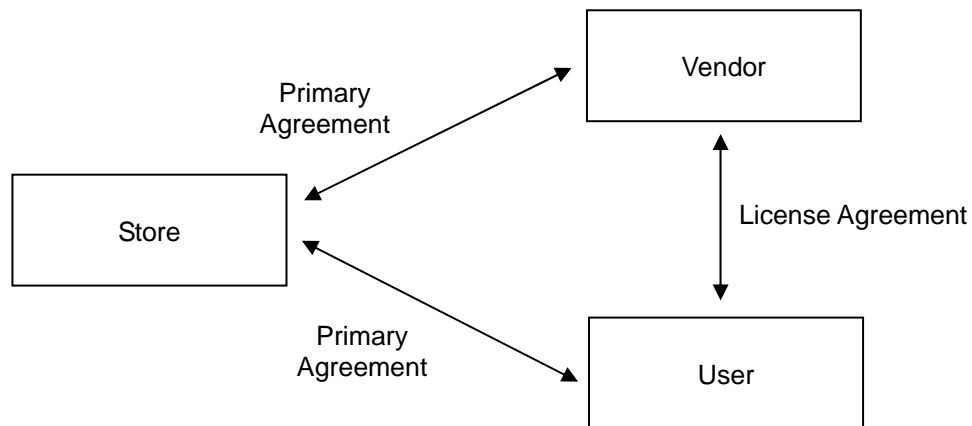 Vendor
Primary
Agreement
Store
License Agreement
Primary
Agreement
User